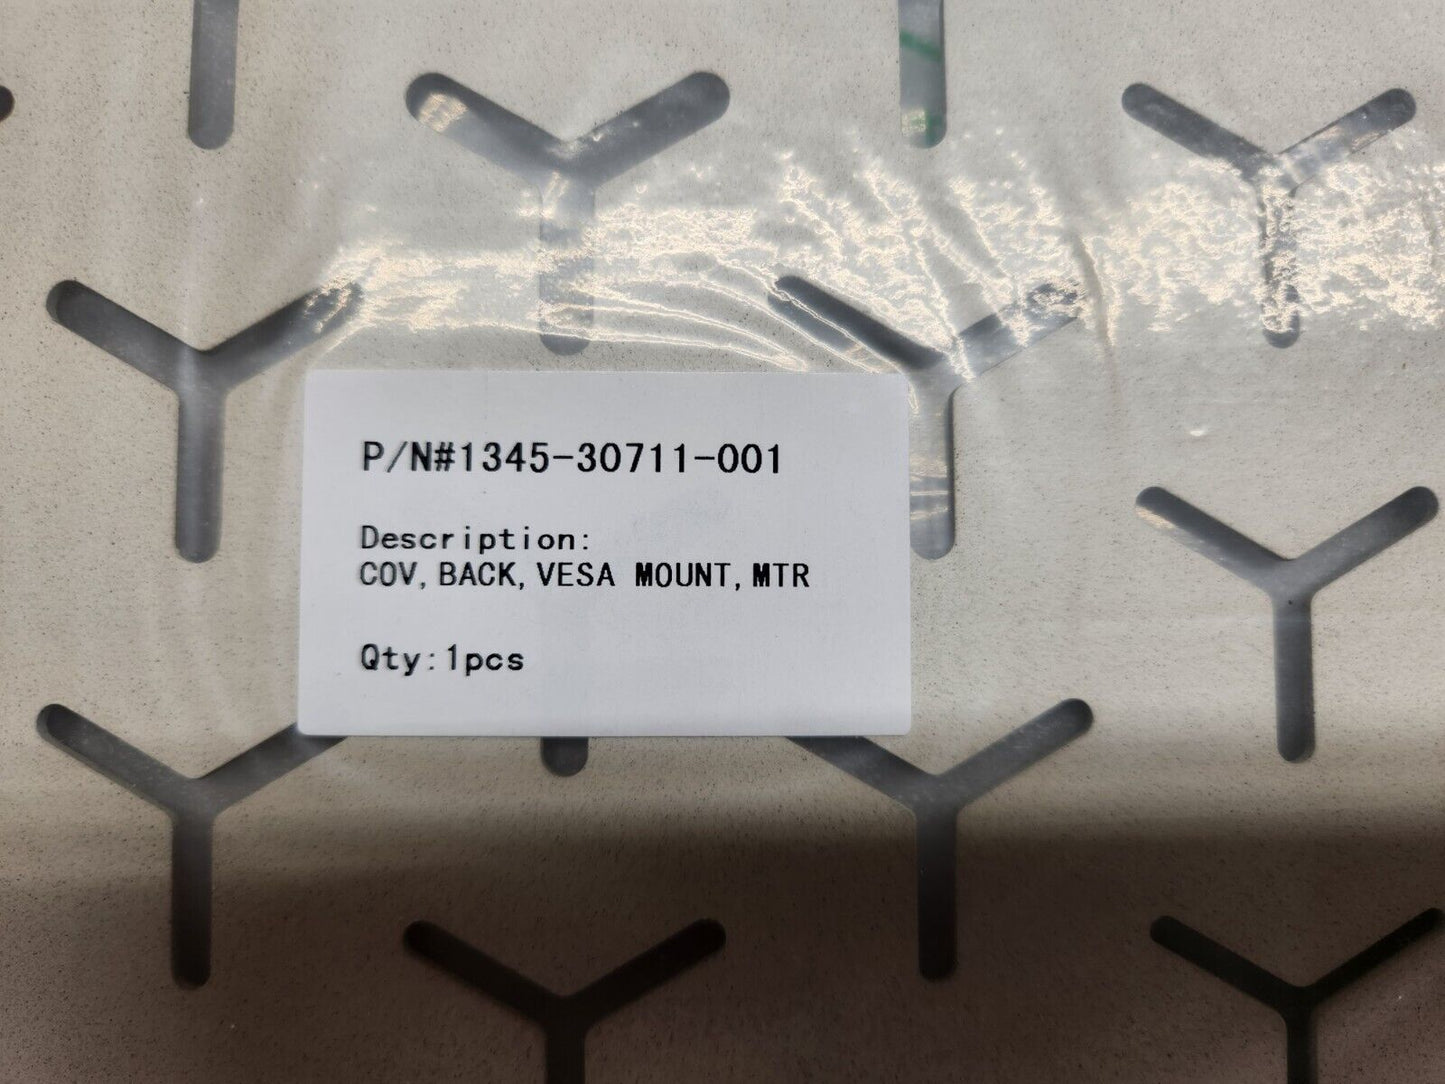 P/N#1345-30711-001
Description:
COV, BACK, VESA MOUNT, MTR
Qty:1pcs